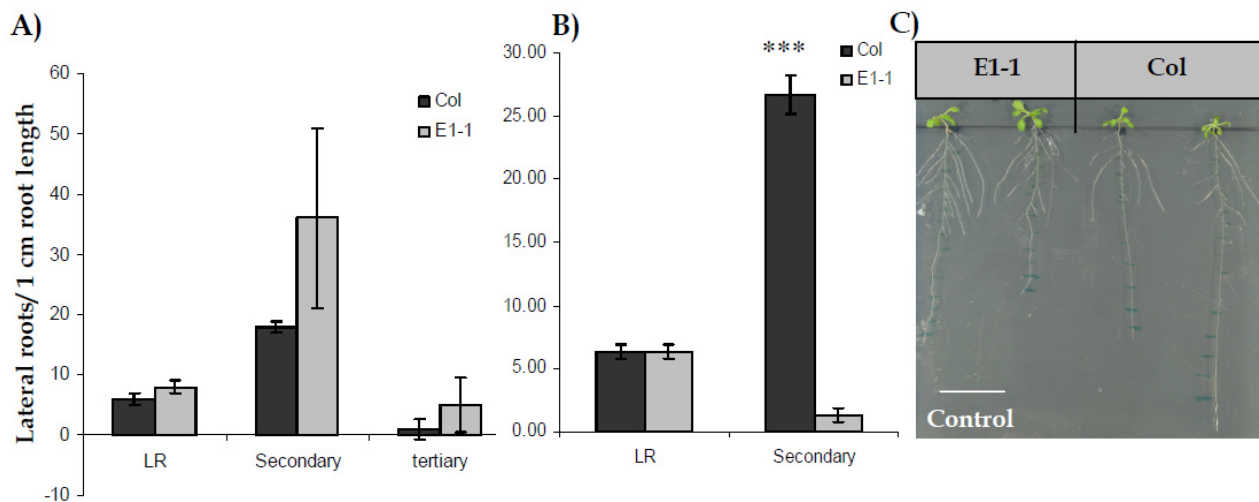 A)
Lateral roots/ 1 cm root length
60
50
40
30
20
10
0
-10
Col
E1-1
LR
Secondary
tertiary
B)
30.00
25.00
20.00
15.00
10.00
5.00
0.00
***
Col
E1-1
LR
Secondary
C)
E1-1
Col
Control